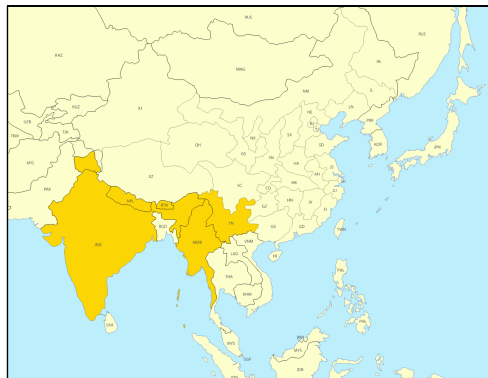 RUS
RUS
KAZ
HL
MNG
NM
JL
XJ
LN
UZB
KGZ
HB
BJ
PRK
TKM
TJK
NX
SX
SD
KOR
JPN
QH
GS
AFG
SN
HA
JS
AH
XZ
SC
HB
PAK
CQ
ZJ
NPL
HN
JX
BTN
GZ
FJ
YN
IND
BGD
GX
GD
TWN
MMR
VNM
LAO
HI
THA
PHL
KHM
LKA
PHL
BRN
MYS
MYS
SGP
IDN
IDN